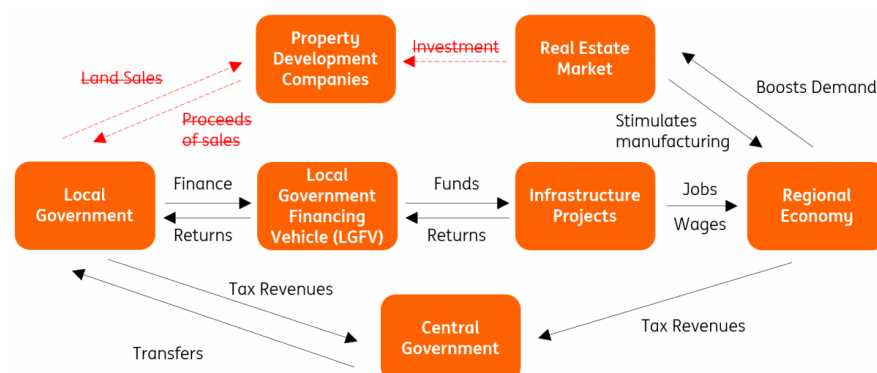 Property
Development
Companies
Investment
Real Estate
Market
Land Sales
Boosts Demand
Proceeds
of sales
Stimulates
manufacturing
Local
Government
Finance
Returns
Local
Government
Financing
Vehicle (LGFV)
Funds
Returns
Infrastructure
Projects
Jobs
Wages
Regional
Economy
Tax Revenues
Central
Government
Tax Revenues
Transfers